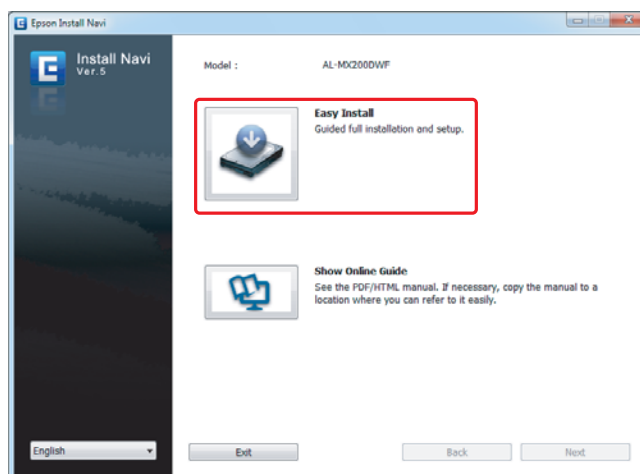 Epson Install Navi
E
Install Navi
Ver.5
Model :
AL-MX200DWF
Easy Install
Guided full installation and setup.
Show Online Guide
See the PDF/HTML manual. If necessary, copy the manual to a
location where you can refer to it easily.
English
Exit
Back
Next